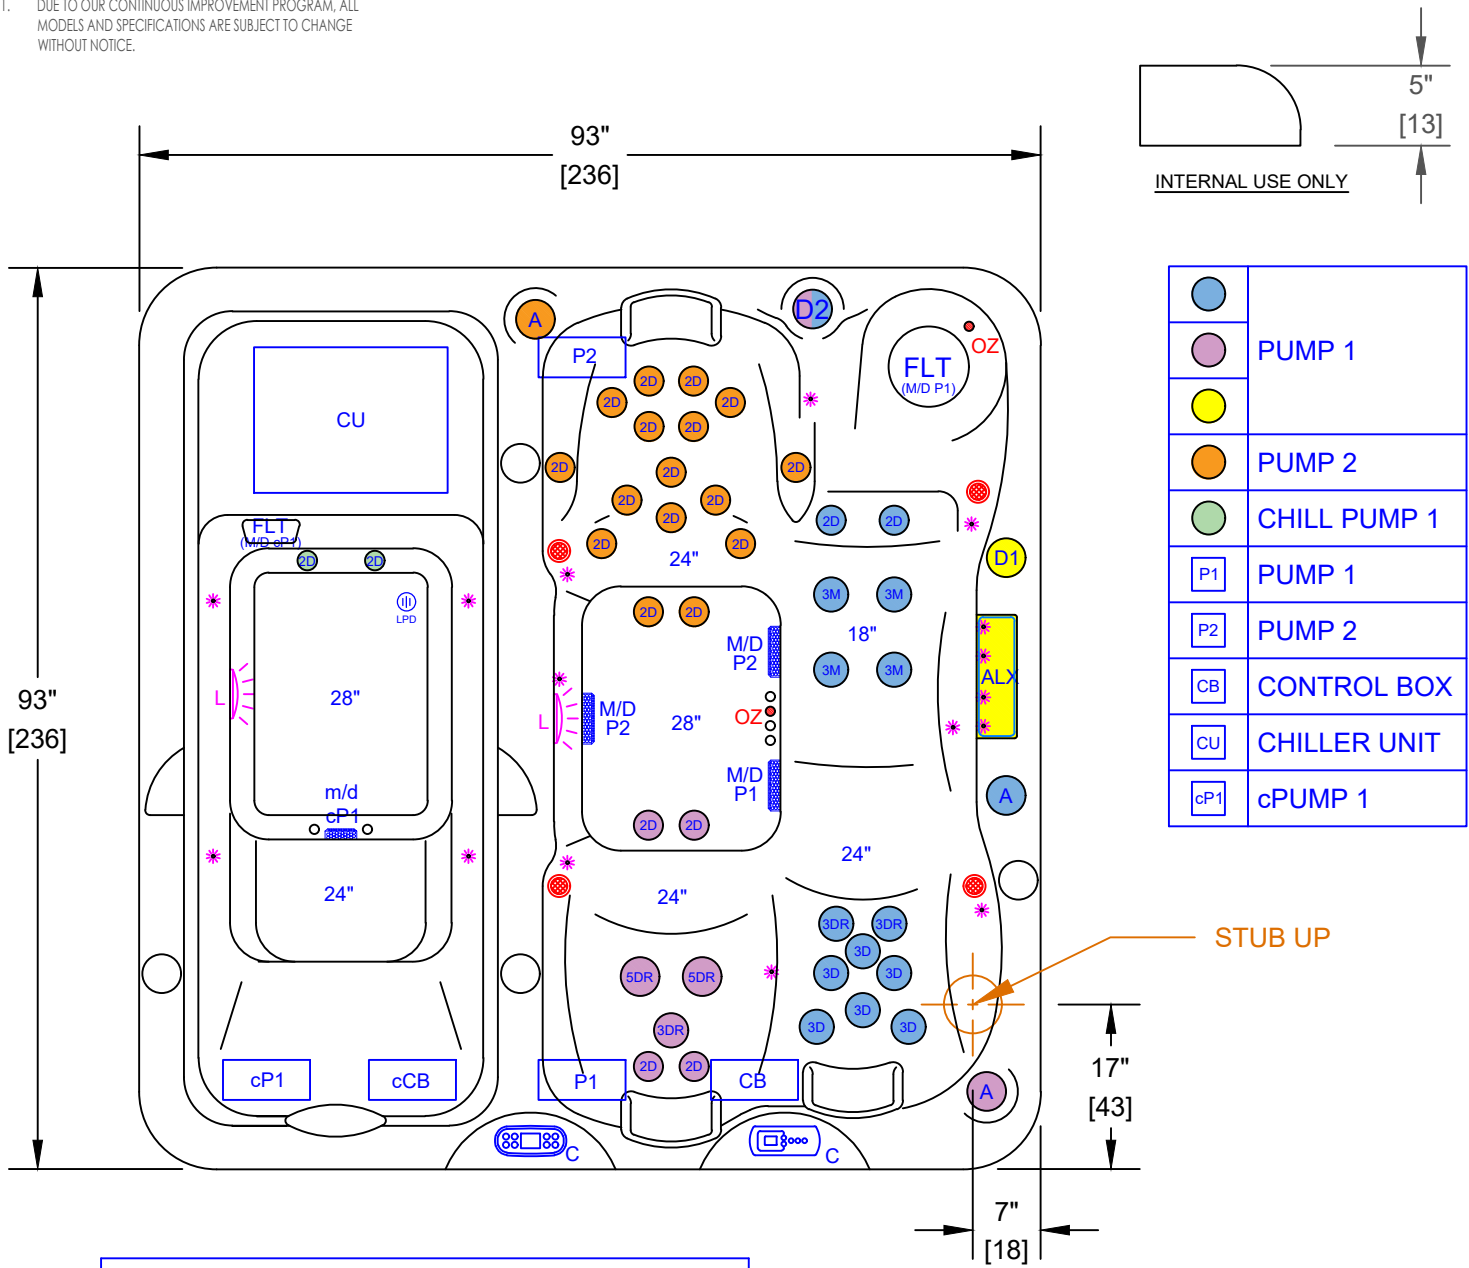 1. DUE TO OUR CONTINUOUS IMPROVEMENT PROGRAM, ALL
MODELS AND SPECIFICATIONS ARE SUBJECT TO CHANGE
WITHOUT NOTICE.
5"
[13]
INTERNAL USE ONLY
93"
[236]
93"
[236]
A
P2
D2
OZ
FLT
(M/D P1)
CU
2D 2D
2D 2D
2D 2D
2D 2D
2D
2D 2D
2D
2D 2D
24"
2D 2D
D1
FLT
(M/D cP1)
2D 2D
LPD
3M 3M
18"
3M 3M
2D 2D
M/D
P2
ALX
L
28"
L
M/D
P2
28"
OZ
M/D
P1
A
m/d
cP1
2D 2D
24"
24"
24"
3DR 3DR
3D
3D 3D
3D
3D 3D
5DR 5DR
3DR
2D 2D
cP1
cCB
P1
CB
A
C
C
STUB UP
17"
[43]
7"
[18]
PUMP 1
PUMP 2
CHILL PUMP 1
P1 PUMP 1
P2 PUMP 2
CB CONTROL BOX
CU CHILLER UNIT
cP1 cPUMP 1